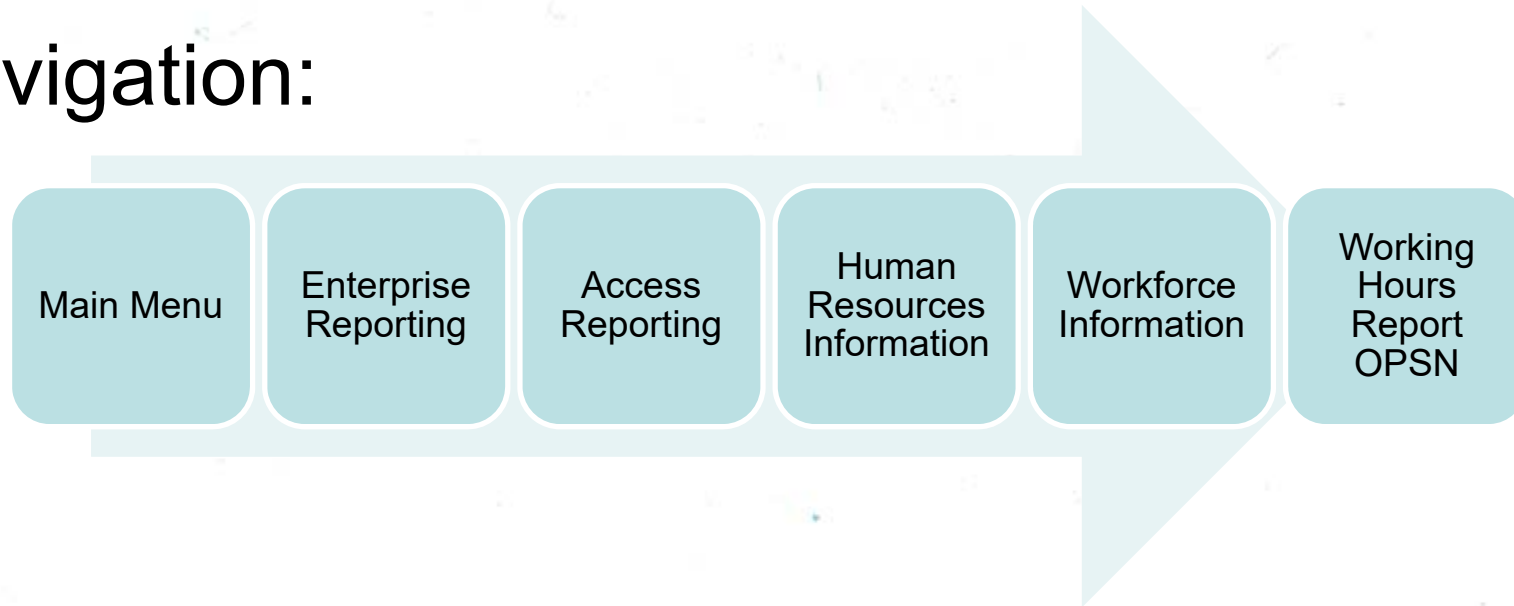 vigation:
Main Menu
Enterprise
Reporting
Access
Reporting
Human
Resources
Information
Workforce
Information
Working
Hours
Report
OPSN